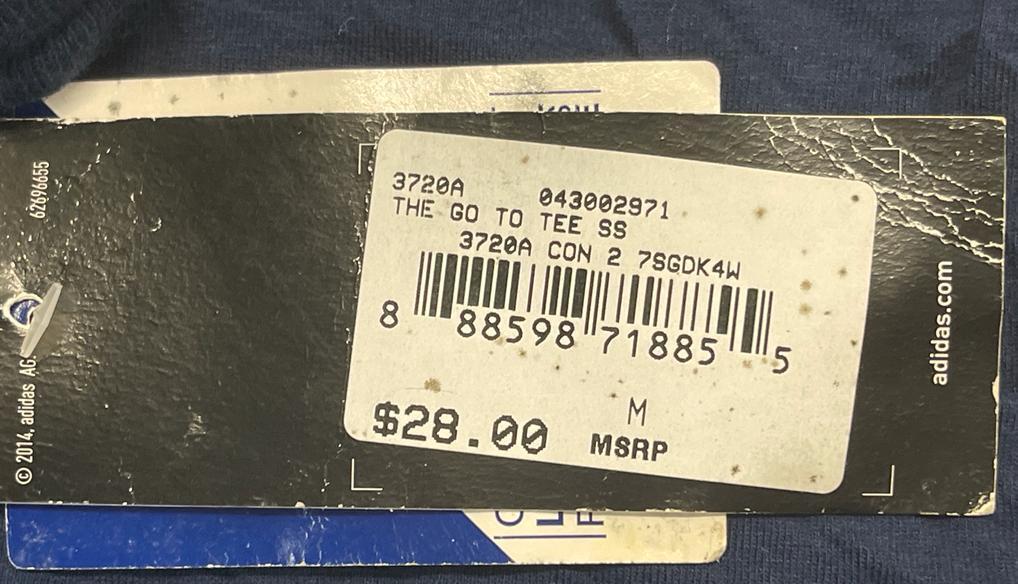 62696655
© 2014, adidas AG.
3720A 043002971
THE GO TO TEE SS
3720A CON 2 7SGDK4W
8 88598 71885 5
M
$28.00 MSRP
adidas.com